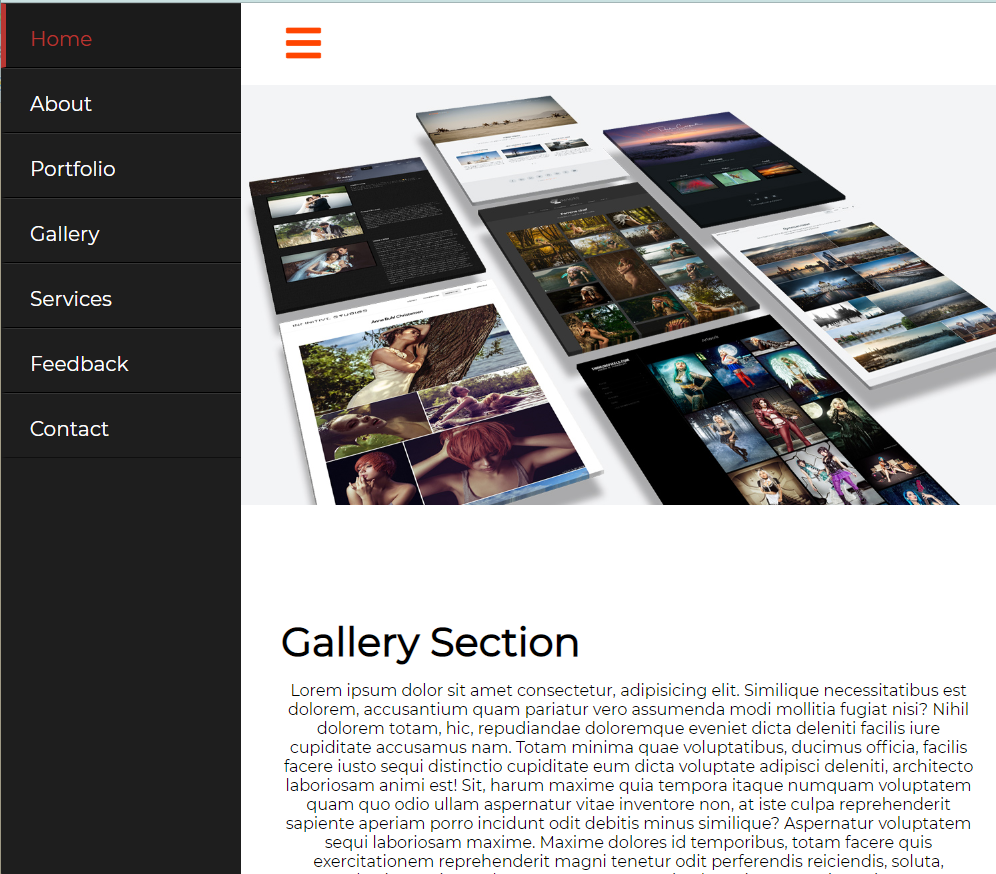 Home
About
Portfolio
Gallery
Services
Feedback
Contact
Gallery Section
Lorem ipsum dolor sit amet consectetur, adipisicing elit. Similique necessitatibus est
dolorem, accusantium quam pariatur vero assumenda modi mollitia fugiat nisi? Nihil
dolorem totam, hic, repudiandae doloremque eveniet dicta deleniti facilis iure
cupiditate accusamus nam. Totam minima quae voluptatibus, ducimus officia, facilis
facere iusto sequi distinctio cupiditate eum dicta voluptate adipisci deleniti, architecto
laboriosam animi est! Sit, harum maxime quia tempora itaque numquam voluptatem
quam quo odio ullam aspernatur vitae inventore non, at iste culpa reprehenderit
sapiente aperiam porro incidunt odit debitis minus similique? Aspernatur voluptatem
sequi laboriosam maxime. Maxime dolores id temporibus, totam facere quis
exercitationem reprehenderit magni tenetur odit perferendis reiciendis, soluta,